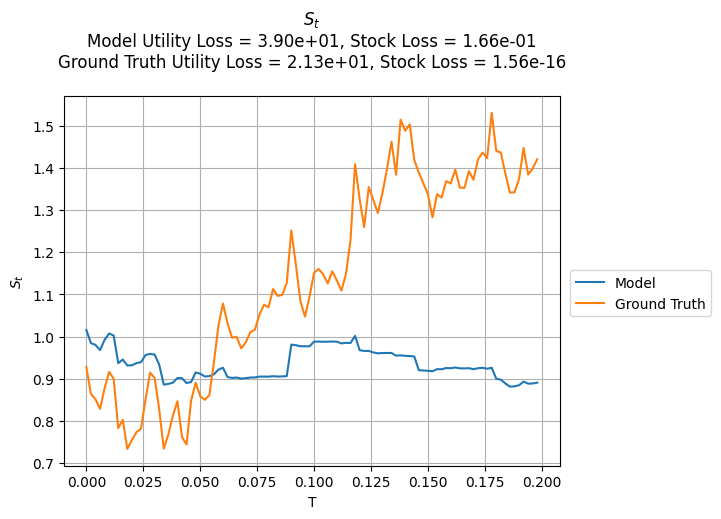 S_t
Model Utility Loss = 3.90e+01, Stock Loss = 1.66e-01
Ground Truth Utility Loss = 2.13e+01, Stock Loss = 1.56e-16
1.5
1.4
1.3
1.2
1.1
1.0
0.9
0.8
0.7
S_t
0.000 0.025 0.050 0.075 0.100 0.125 0.150 0.175 0.200
T
Model
Ground Truth